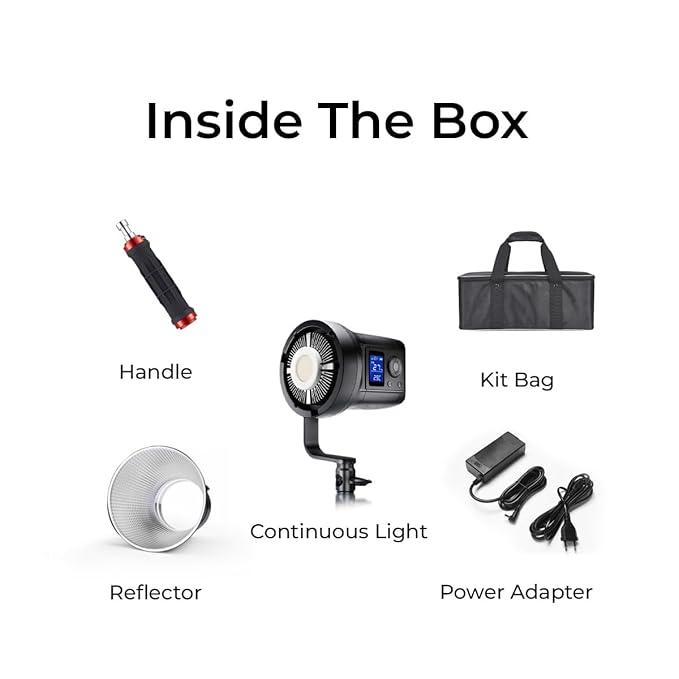 Inside The Box
Handle
Kit Bag
Continuous Light
Reflector
Power Adapter